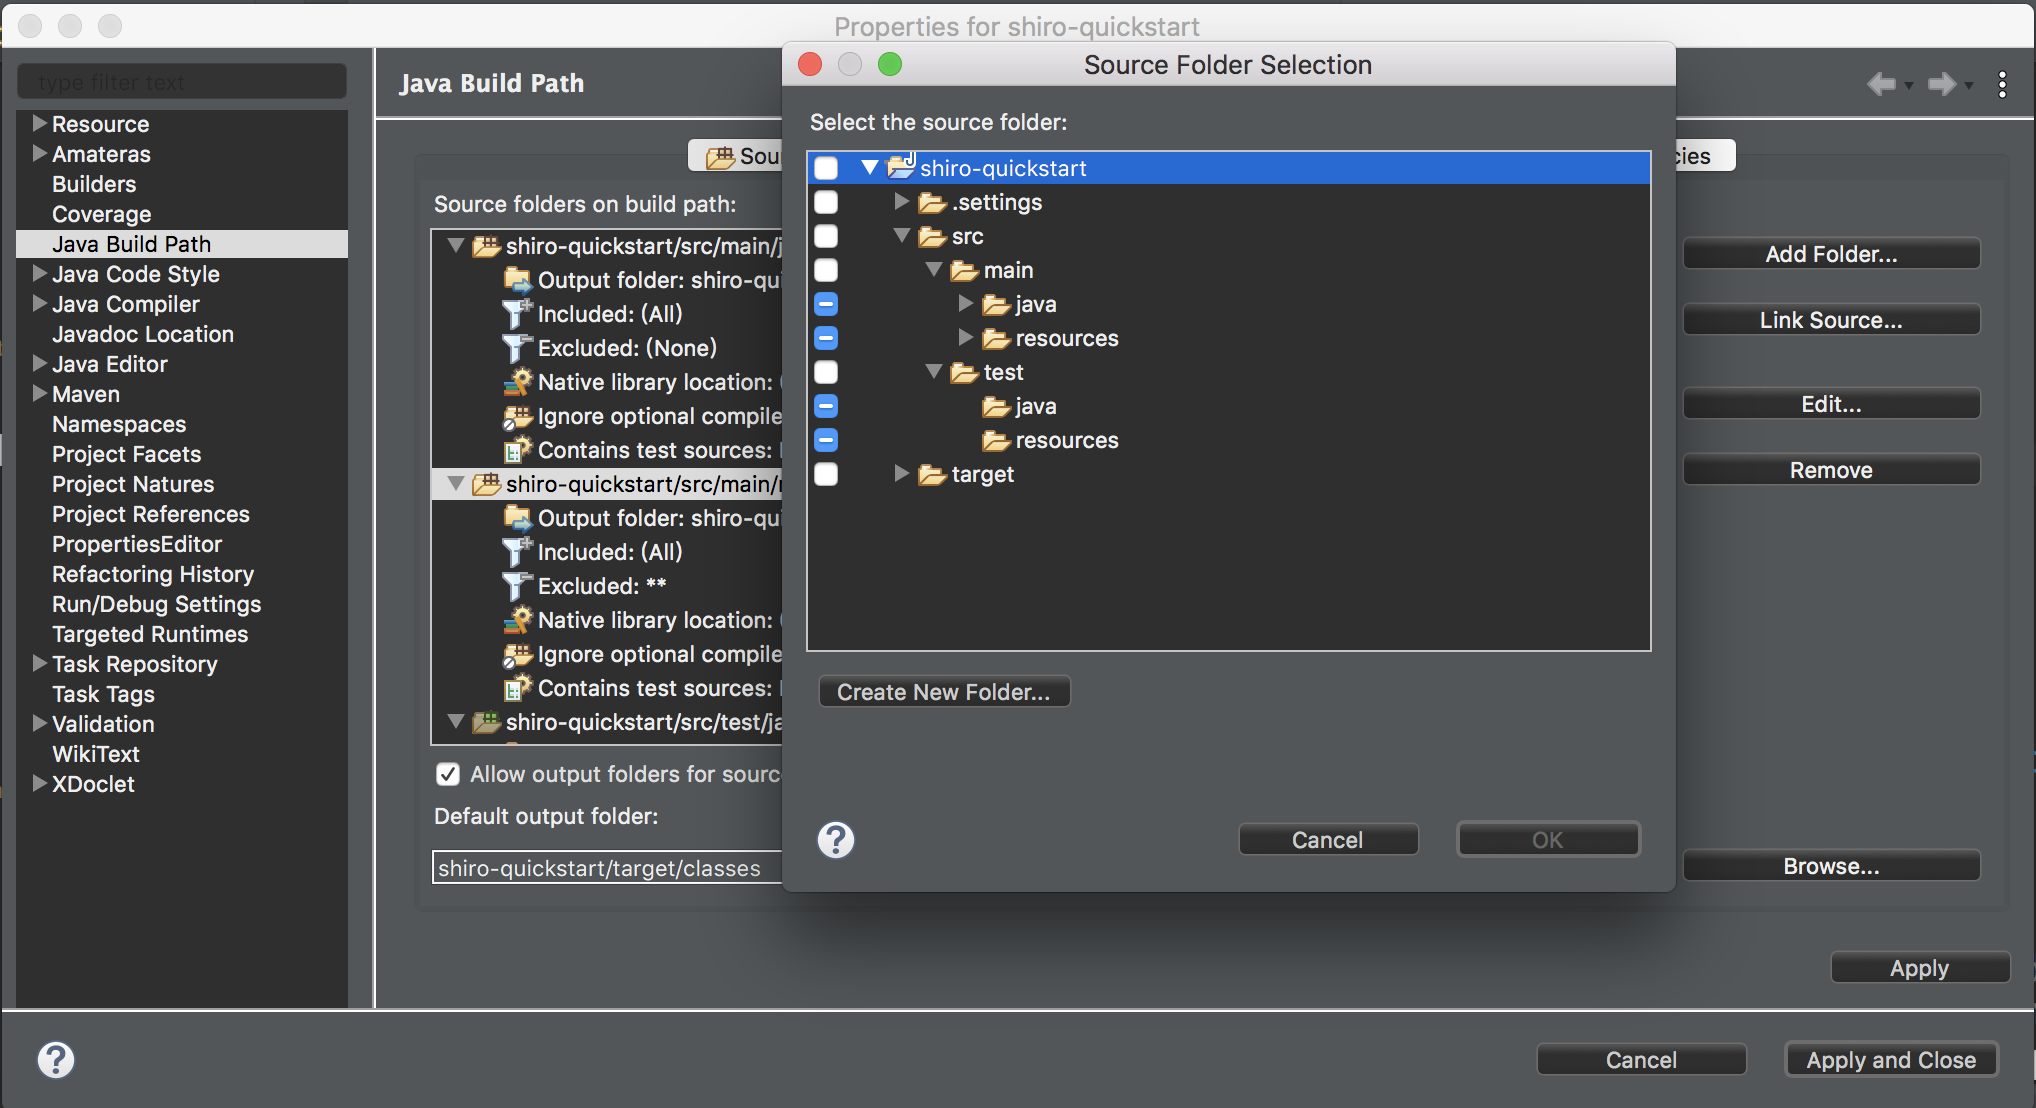 Properties for shiro-quickstart
type filter text
Resource
Amateras
Builders
Coverage
Java Build Path
Java Code Style
Java Compiler
Javadoc Location
Java Editor
Maven
Namespaces
Project Facets
Project Natures
Project References
PropertiesEditor
Refactoring History
Run/Debug Settings
Targeted Runtimes
Task Repository
Task Tags
Validation
WikiText
XDoclet
Java Build Path
Source folders on build path:
shiro-quickstart/src/main/j
Output folder: shiro-qui
Included: (All)
Excluded: (None)
Native library location:
Ignore optional compile
Contains test sources:
shiro-quickstart/src/main/r
Output folder: shiro-qui
Included: (All)
Excluded: **
Native library location:
Ignore optional compile
Contains test sources:
shiro-quickstart/src/test/ja
Allow output folders for sourc
Default output folder:
shiro-quickstart/target/classes
Source Folder Selection
Select the source folder:
shiro-quickstart
.settings
src
main
java
resources
test
java
resources
target
Create New Folder...
Cancel
OK
Add Folder...
Link Source...
Edit...
Remove
Browse...
Apply
Cancel
Apply and Close